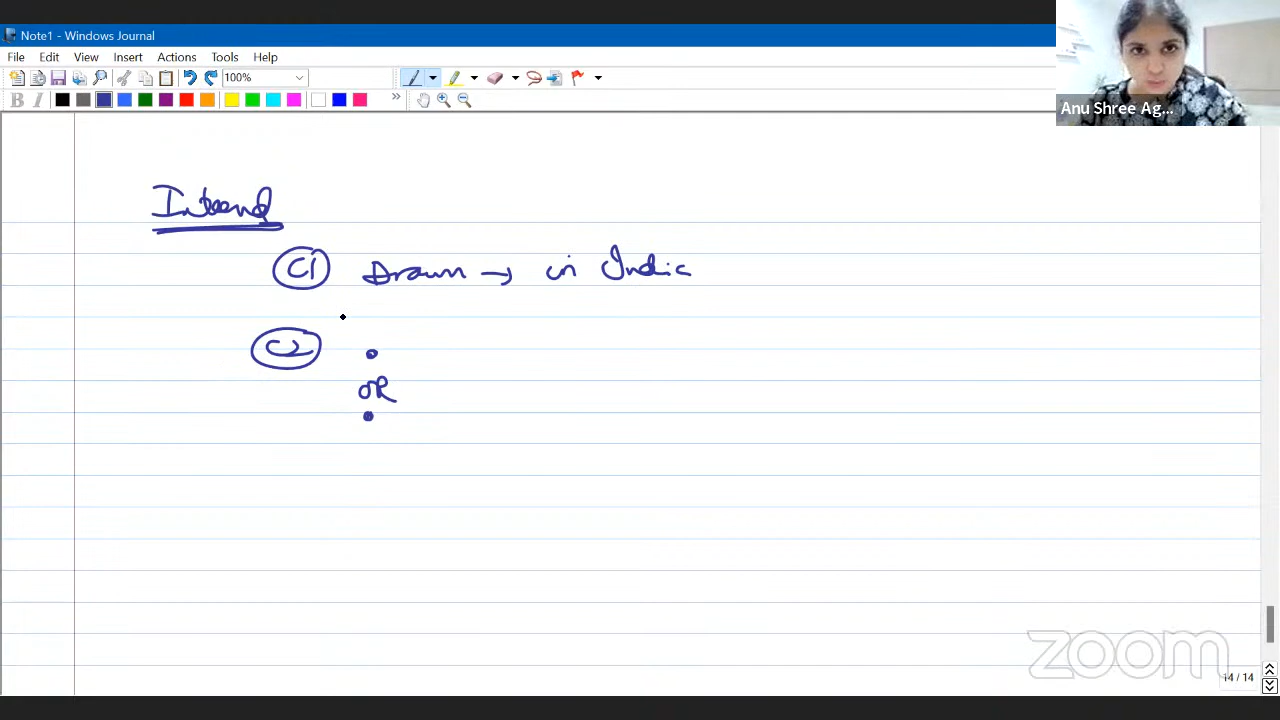 Note1 - Windows Journal
File Edit View Insert Actions Tools Help
100%
B I
Anu Shree Ag...
C1 Drawn → in India
C2 •
OR
•
zoom
14 / 14